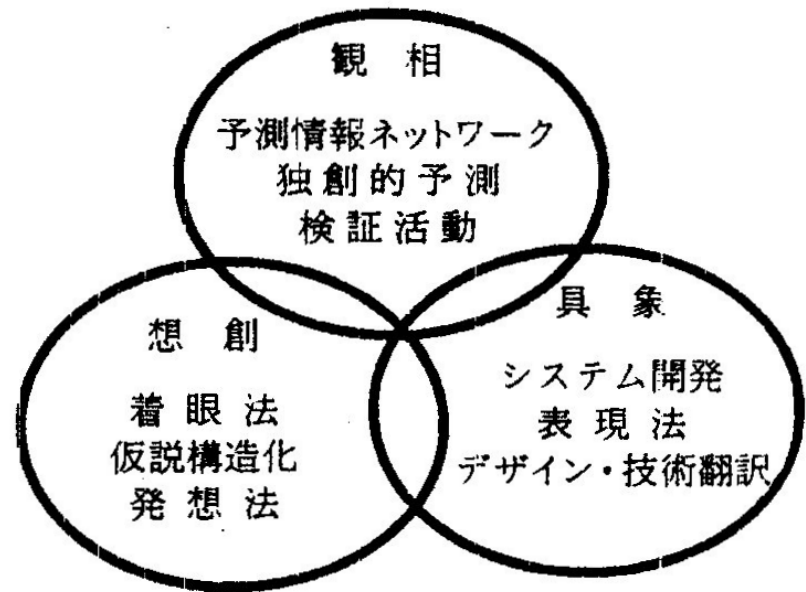 観相
予測情報ネットワーク
独創的予測
検証活動
想創
着眼法
仮説構造化
発想法
具象
システム開発
表現法
デザイン・技術翻訳